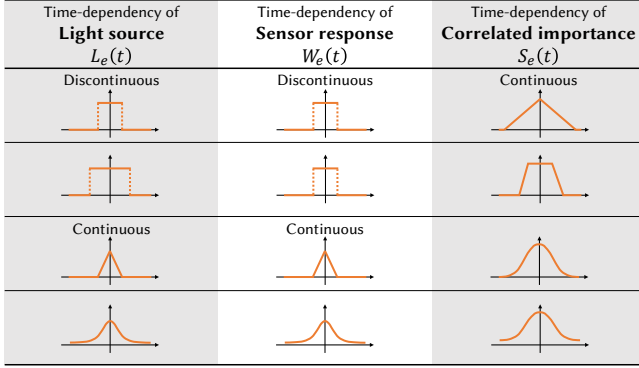 Time-dependency of Time-dependency of Time-dependency of
Light source Sensor response Correlated importance
L_e(t) W_e(t) S_e(t)
Discontinuous Discontinuous Continuous
Continuous Continuous